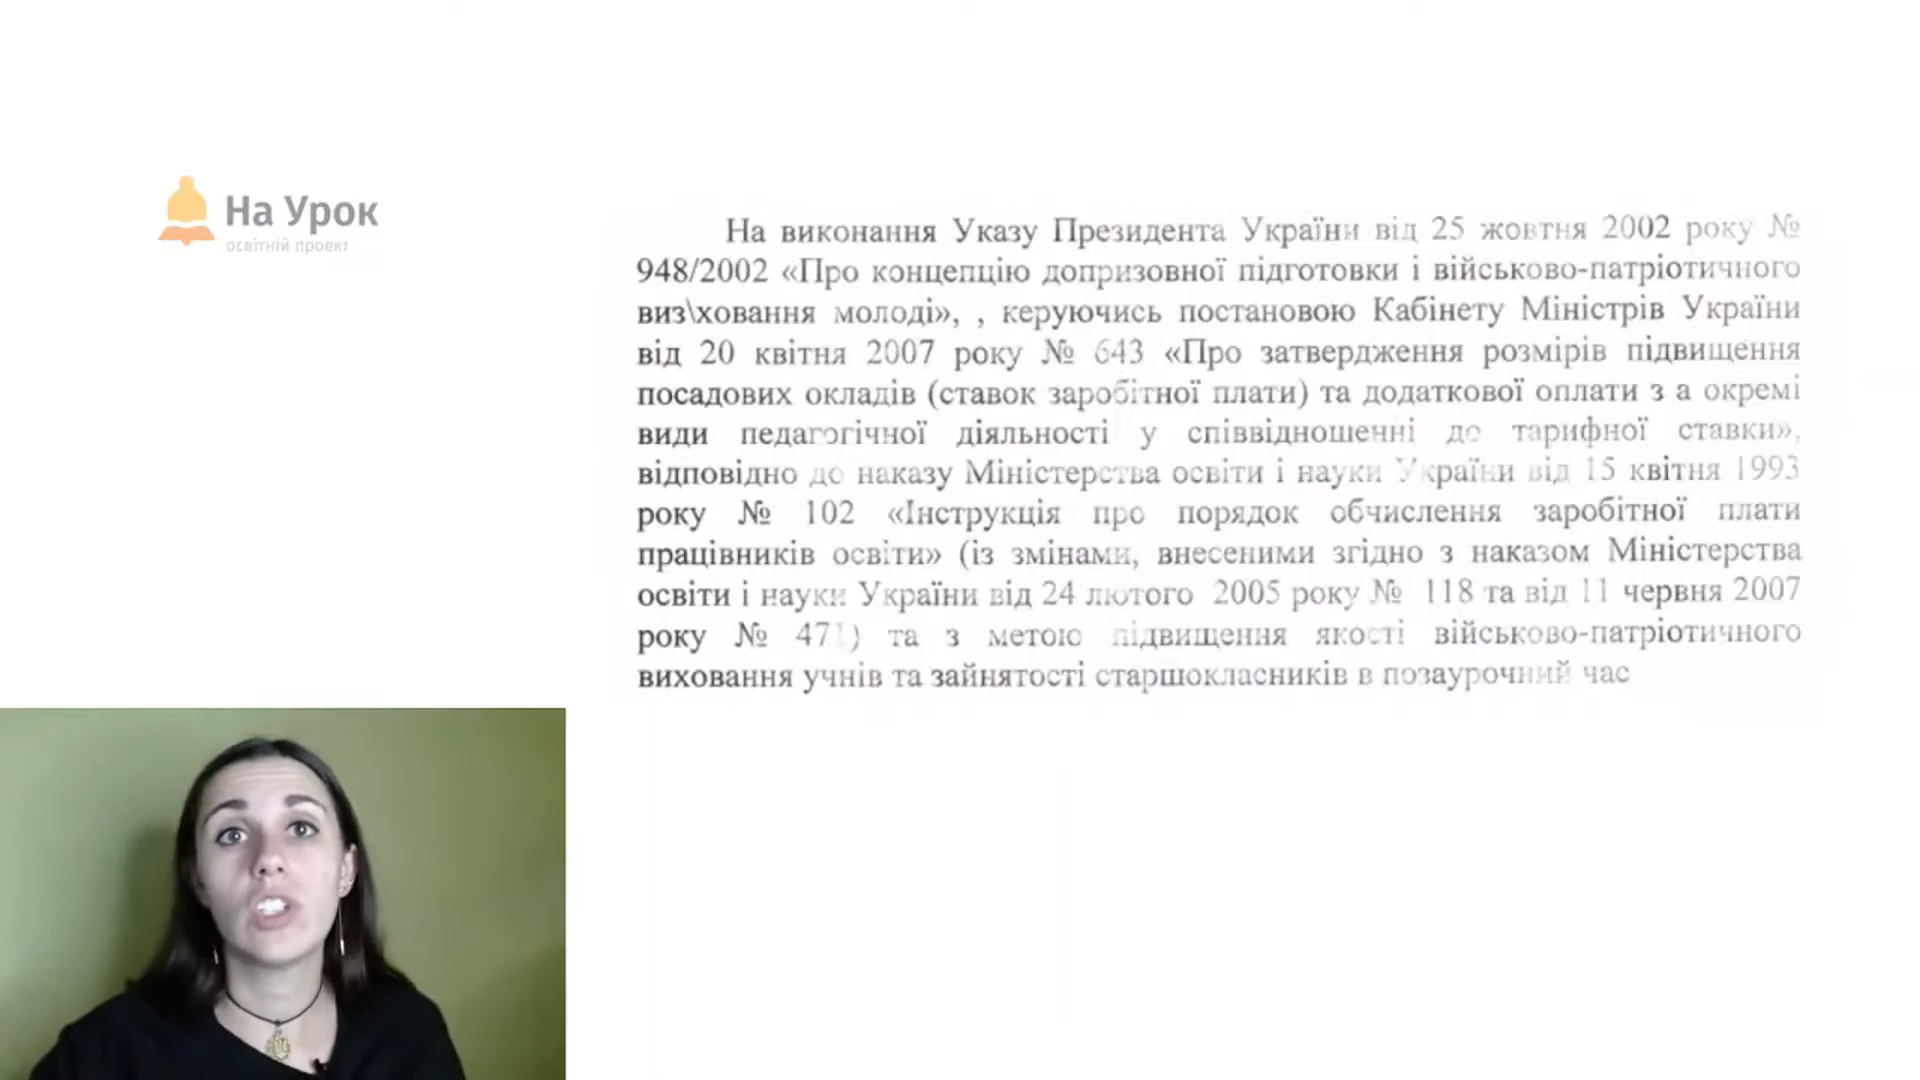 На Урок
освітній проект
На виконання Указу Президента України від 25 жовтня 2002 року №
948/2002 «Про концепцію допризовної підготовки і військово-патріотичного
виз\ховання молоді», , керуючись постановою Кабінету Міністрів України
від 20 квітня 2007 року № 643 «Про затвердження розмірів підвищення
посадових окладів (ставок заробітної плати) та додаткової оплати з а окремі
види педагогічної діяльності у співвідношенні до тарифної ставки»,
відповідно до наказу Міністерства освіти і науки України від 15 квітня 1993
року № 102 «Інструкція про порядок обчислення заробітної плати
працівників освіти» (із змінами, внесеними згідно з наказом Міністерства
освіти і науки України від 24 лютого 2005 року № 118 та від 11 червня 2007
року № 471) та з метою підвищення якості військово-патріотичного
виховання учнів та зайнятості старшокласників в позаурочний час